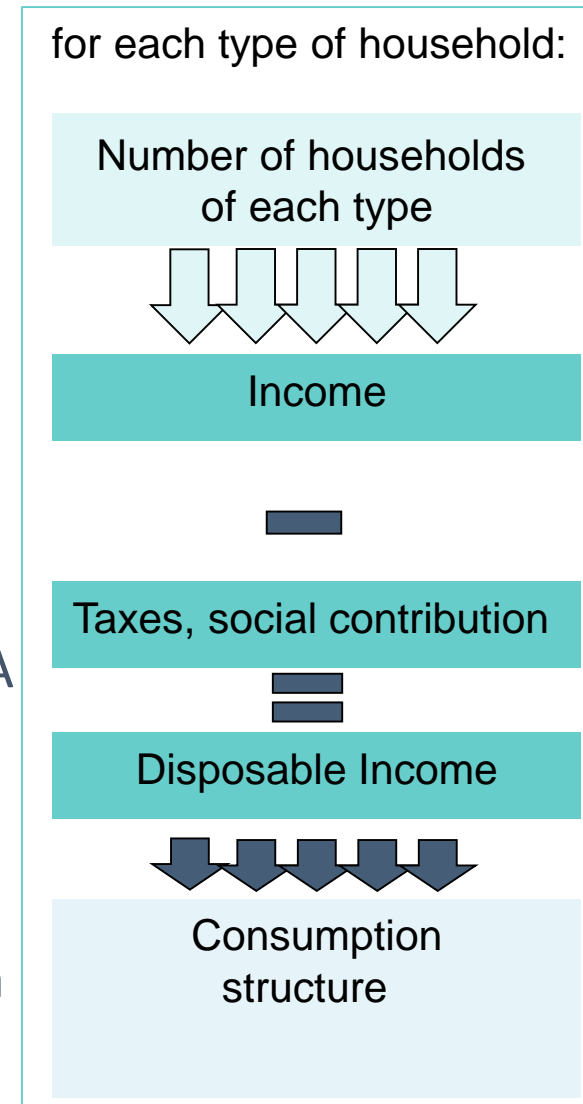 for each type of household:
Number of households
of each type
Income
Taxes, social contribution
A
Disposable Income
Consumption
structure